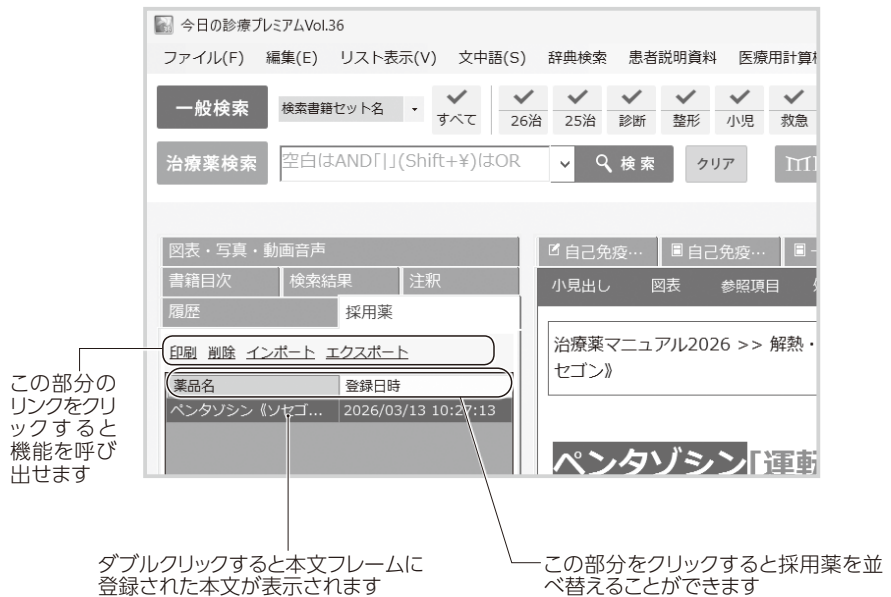 今日の診療プレミアムVol.36
ファイル(F) 編集(E) リスト表示(V) 文中語(S) 辞典検索 患者説明資料 医療用計算
一般検索 検索書籍セット名 すべて 26治 25治 診断 整形 小児 救急
治療薬検索 空白はAND「|」(Shift+¥)はOR 検索 クリア
図表・写真・動画音声 自己免疫… 自己免疫…
書籍目次 検索結果 注釈 小見出し 図表 参照項目
履歴 採用薬
印刷 削除 インポート エクスポート
治療薬マニュアル2026 >> 解熱・
セゴン》
薬品名 登録日時
ペンタゾシン《ソセゴ… 2026/03/13 10:27:13
ペンタゾシン「運転
この部分の
リンクをクリ
ックすると
機能を呼び
出せます
ダブルクリックすると本文フレームに
登録された本文が表示されます
この部分をクリックすると採用薬を並
べ替えることができます